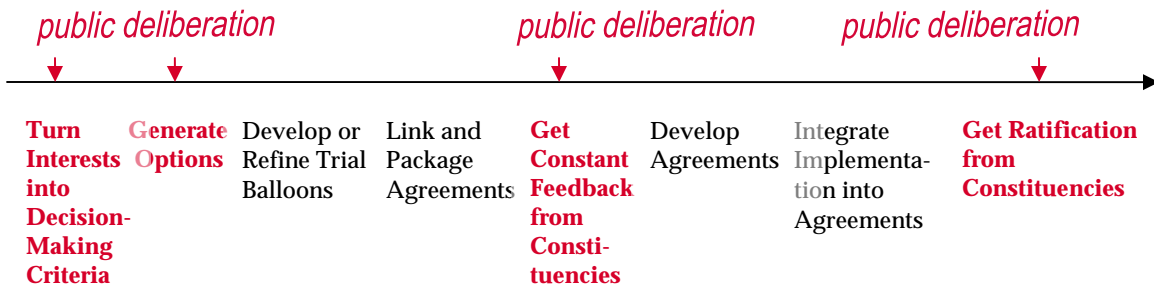 public deliberation
public deliberation
public deliberation
Turn
Interests
into
Decision-
Making
Criteria
Generate
Options
Develop or
Refine Trial
Balloons
Link and
Package
Agreements
Get
Constant
Feedback
from
Consti-
tuencies
Develop
Agreements
Integrate
Implementa-
tion into
Agreements
Get Ratification
from
Constituencies